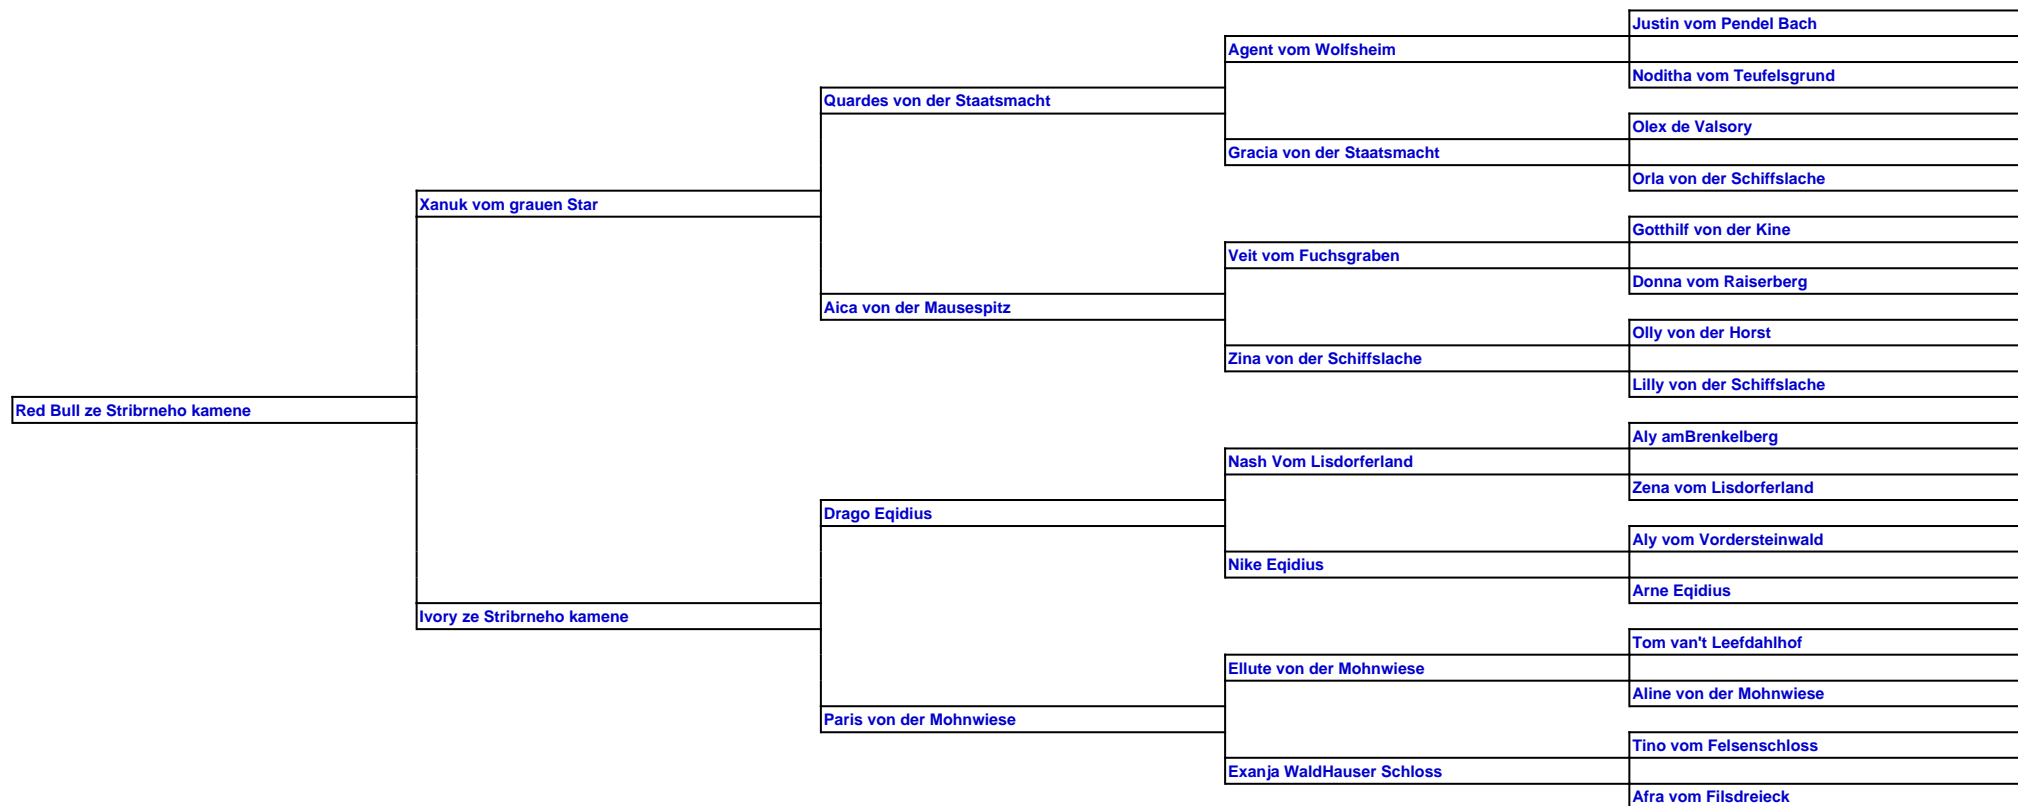 Justin vom Pendel Bach
Agent vom Wolfsheim
Noditha vom Teufelsgrund
Quardes von der Staatsmacht
Olex de Valsory
Gracia von der Staatsmacht
Orla von der Schiffslache
Xanuk vom grauen Star
Gotthilf von der Kine
Veit vom Fuchsgraben
Donna vom Raiserberg
Aica von der Mausespitz
Olly von der Horst
Zina von der Schiffslache
Lilly von der Schiffslache
Red Bull ze Stribrneho kamene
Aly amBrenkelberg
Nash Vom Lisdorferland
Zena vom Lisdorferland
Drago Eqidius
Aly vom Vordersteinwald
Nike Eqidius
Arne Eqidius
Ivory ze Stribrneho kamene
Tom van't Leefdahlhof
Ellute von der Mohnwiese
Aline von der Mohnwiese
Paris von der Mohnwiese
Tino vom Felsenschloss
Exanja WaldHauser Schloss
Afra vom Filsdreieck